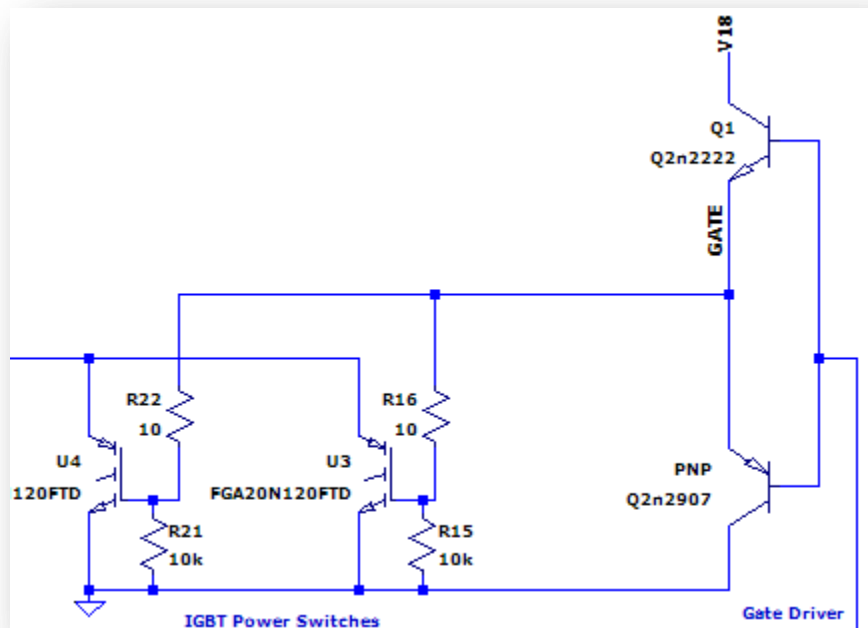 V18
Q1
Q2n2222
GATE
R22
10
R16
10
U4
120FTD
U3
FGA20N120FTD
PNP
Q2n2907
R21
10k
R15
10k
IGBT Power Switches
Gate Driver